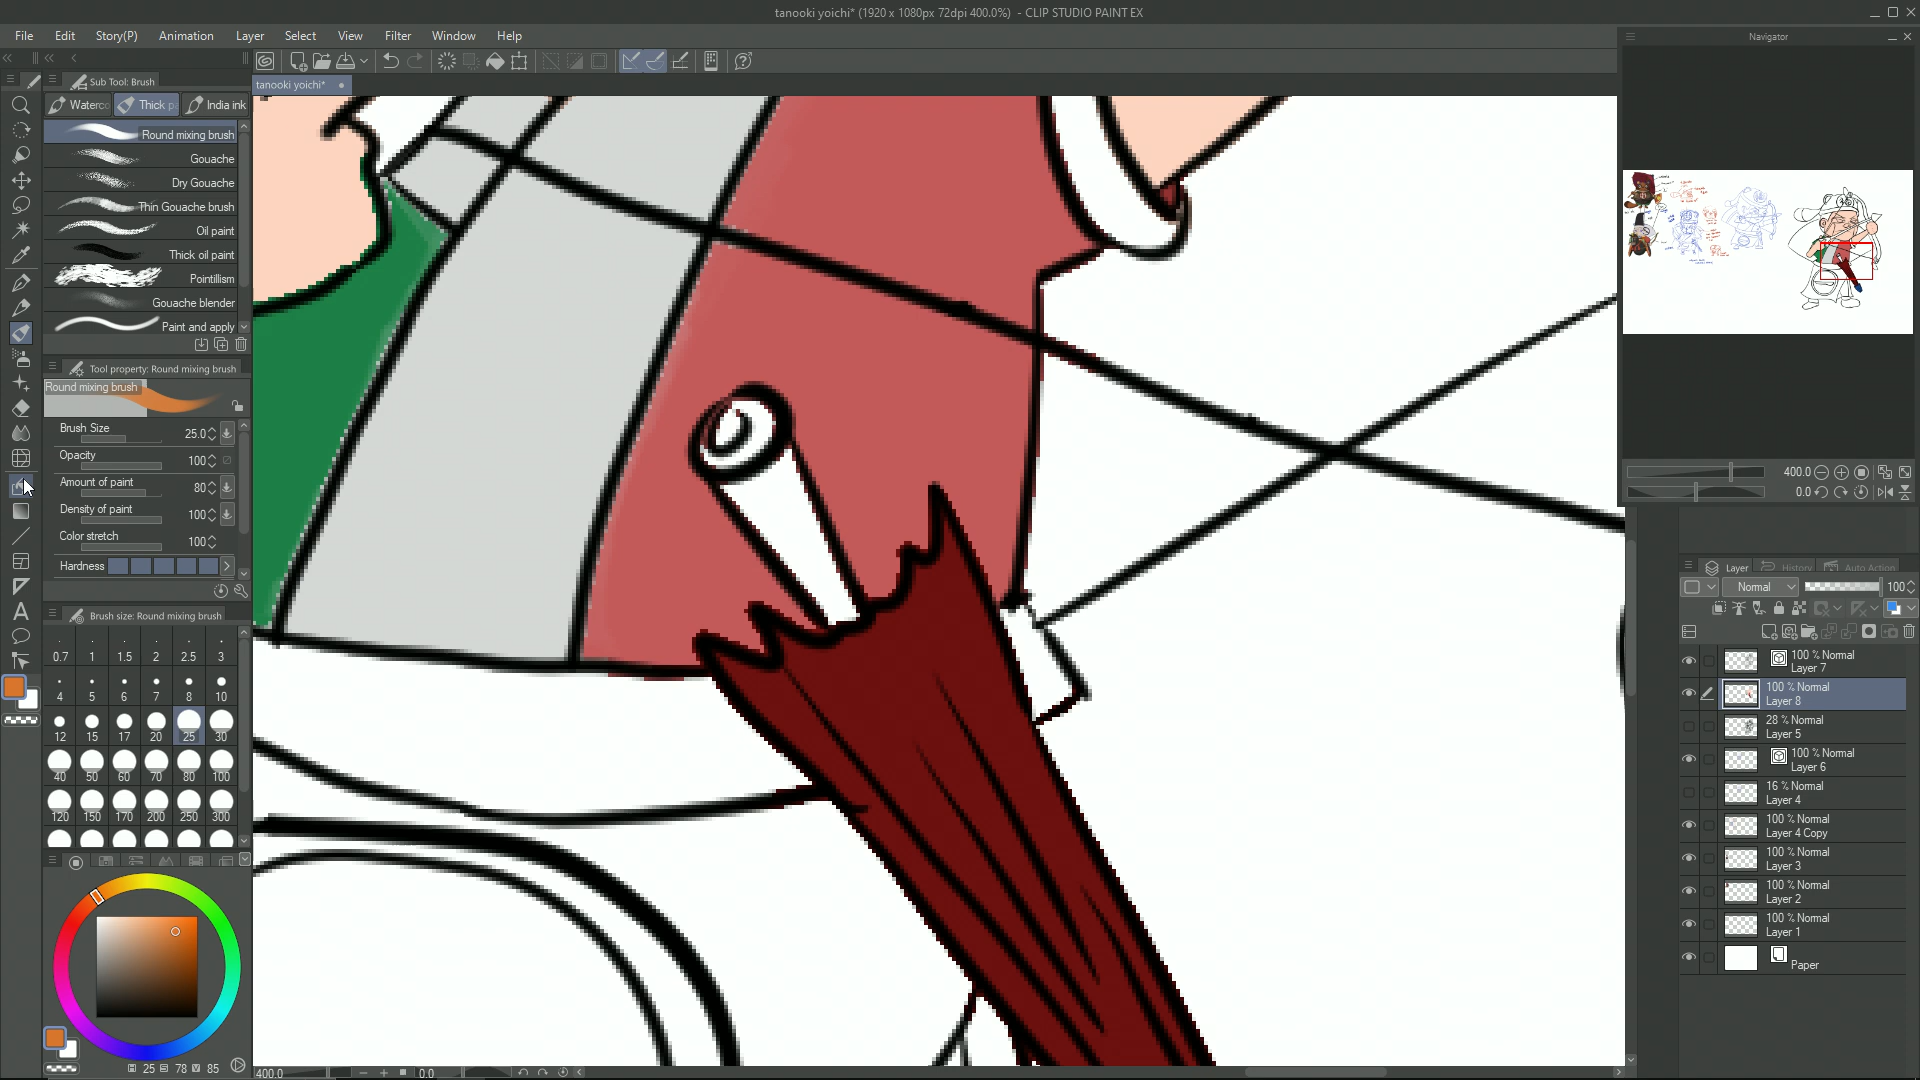 tanooki yoichi* (1920 x 1080px 72dpi 400.0%) - CLIP STUDIO PAINT EX
File Edit Story(P) Animation Layer Select View Filter Window Help
Navigator
Sub Tool: Brush
tanooki yoichi*
Waterco Thick p India ink
Round mixing brush
Gouache
Dry Gouache
Thin Gouache brush
Oil paint
Thick oil paint
Pointillism
Gouache blender
Paint and apply
Tool property: Round mixing brush
Round mixing brush
Brush Size 25.0
Opacity 100
Amount of paint 80
Density of paint 100
Color stretch 100
Hardness
Brush size: Round mixing brush
0.7 1 1.5 2 2.5 3
4 5 6 7 8 10
12 15 17 20 25 30
40 50 60 70 80 100
120 150 170 200 250 300
25 78 85
400.0 0.0
400.0
0.0
Layer History Auto Action
Normal 100
100 % Normal
Layer 7
100 % Normal
Layer 8
28 % Normal
Layer 5
100 % Normal
Layer 6
16 % Normal
Layer 4
100 % Normal
Layer 4 Copy
100 % Normal
Layer 3
100 % Normal
Layer 2
100 % Normal
Layer 1
Paper